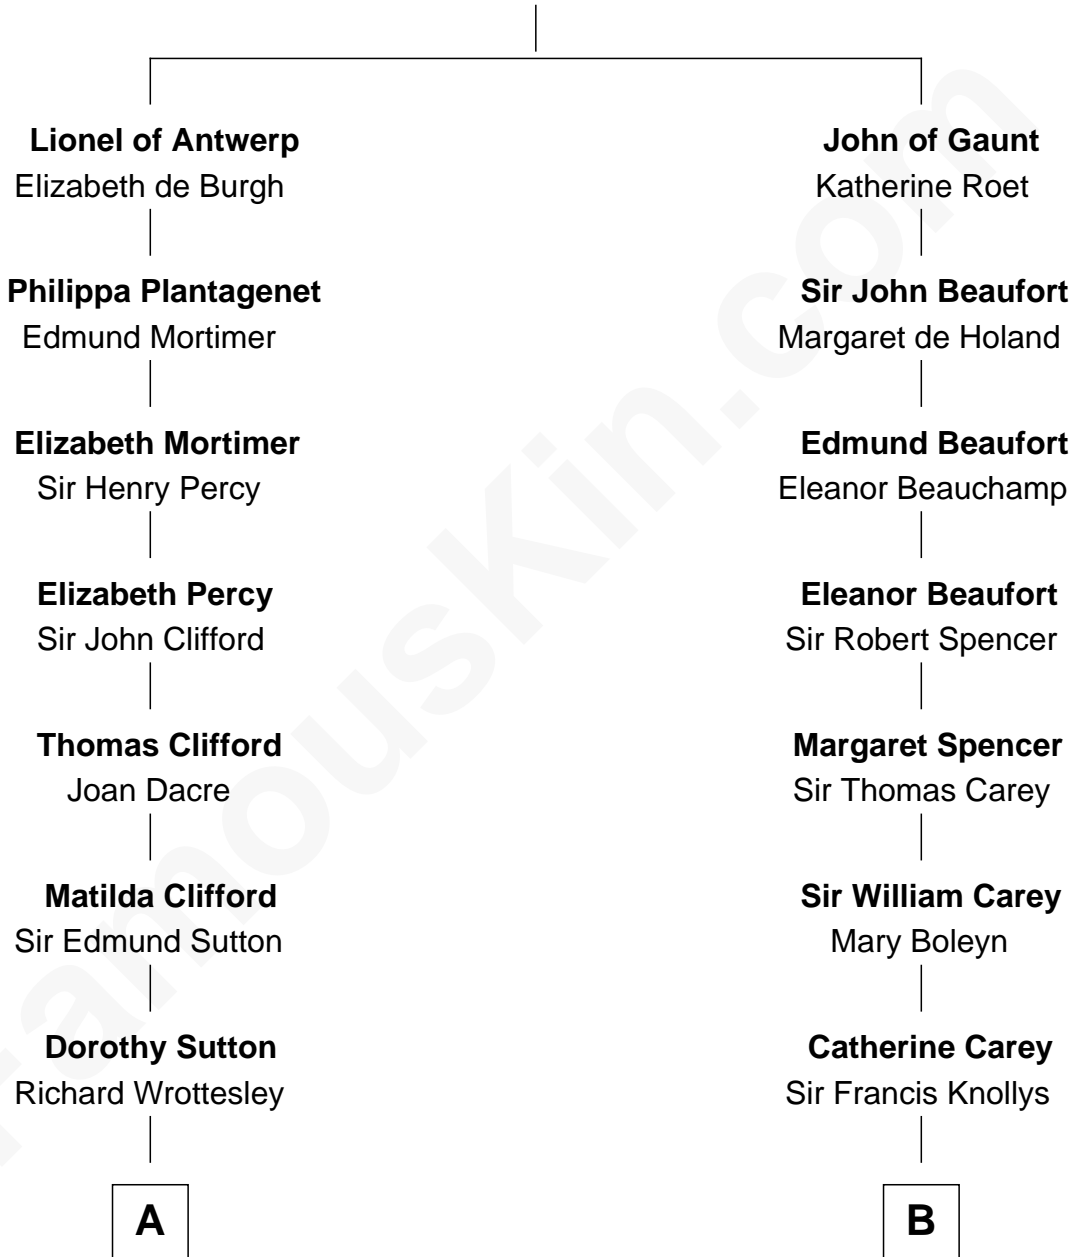 Lionel of Antwerp
Elizabeth de Burgh
Philippa Plantagenet
Edmund Mortimer
Elizabeth Mortimer
Sir Henry Percy
Elizabeth Percy
Sir John Clifford
Thomas Clifford
Joan Dacre
Matilda Clifford
Sir Edmund Sutton
Dorothy Sutton
Richard Wrottesley
A
John of Gaunt
Katherine Roet
Sir John Beaufort
Margaret de Holand
Edmund Beaufort
Eleanor Beauchamp
Eleanor Beaufort
Sir Robert Spencer
Margaret Spencer
Sir Thomas Carey
Sir William Carey
Mary Boleyn
Catherine Carey
Sir Francis Knollys
B
FamousKin.com